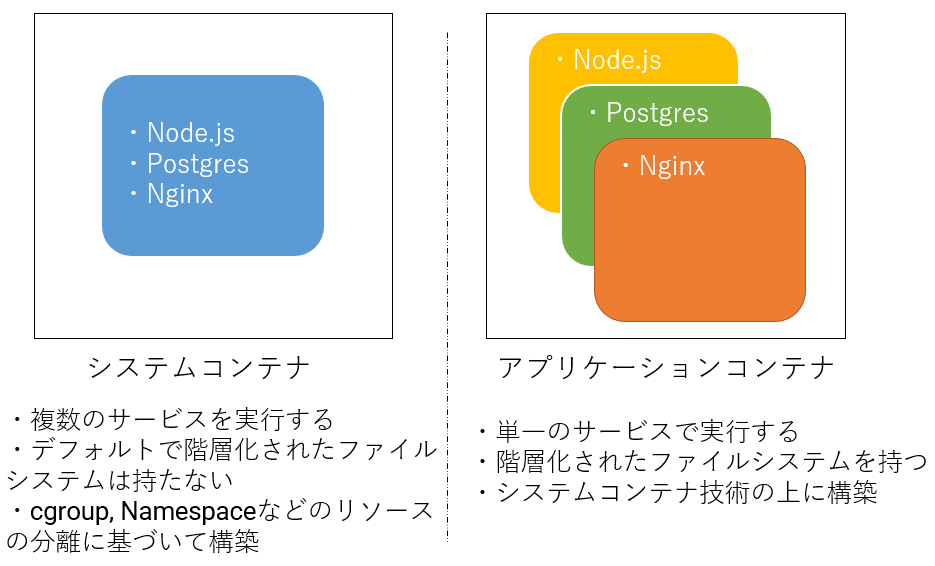 ・Node.js
・Postgres
・Nginx
システムコンテナ
・複数のサービスを実行する
・デフォルトで階層化されたファイル
システムは持たない
・cgroup, Namespaceなどのリソース
の分離に基づいて構築
・Node.js
・Postgres
・Nginx
アプリケーションコンテナ
・単一のサービスで実行する
・階層化されたファイルシステムを持つ
・システムコンテナ技術の上に構築